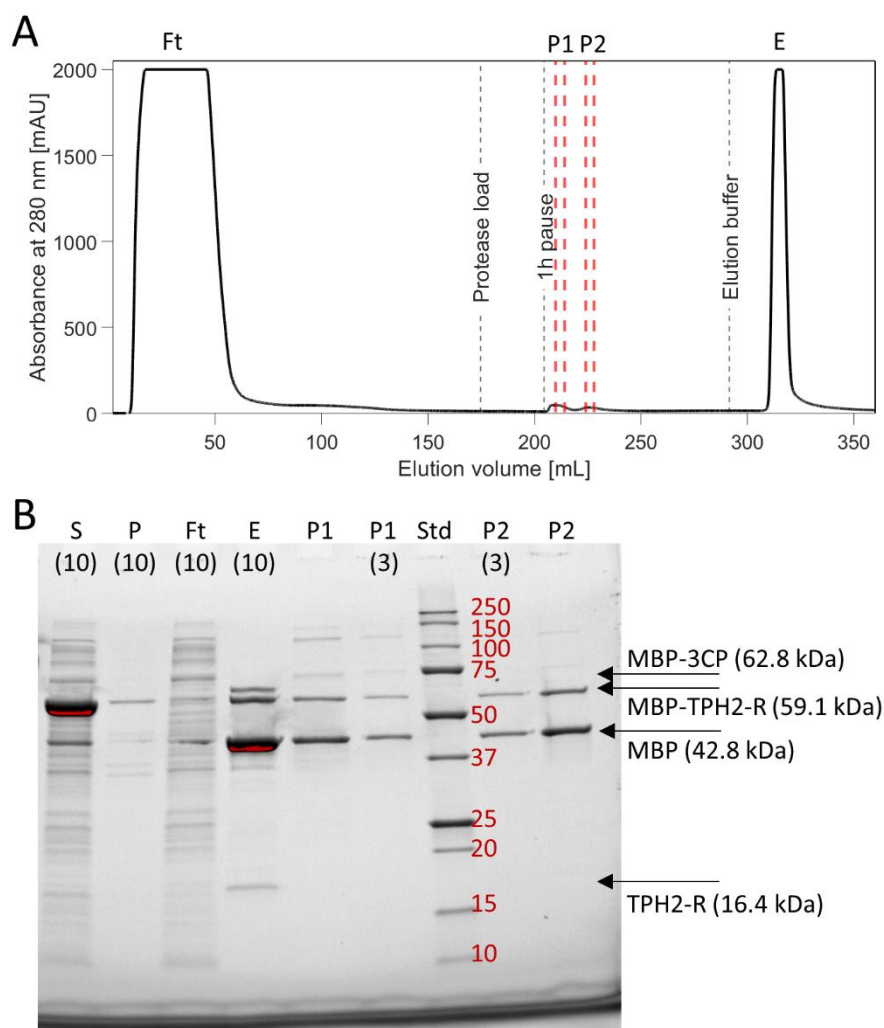 A
Ft
P1 P2
E
Absorbance at 280 nm [mAU]
2000
1500
1000
500
0
Protease load
1h pause
Elution buffer
50
100
150
200
250
300
350
Elution volume [mL]
B
S P Ft E P1 P1 Std P2 P2
(10) (10) (10) (10) (3) (3)
250
150
100
75
50
37
25
20
15
10
MBP-3CP (62.8 kDa)
MBP-TPH2-R (59.1 kDa)
MBP (42.8 kDa)
TPH2-R (16.4 kDa)